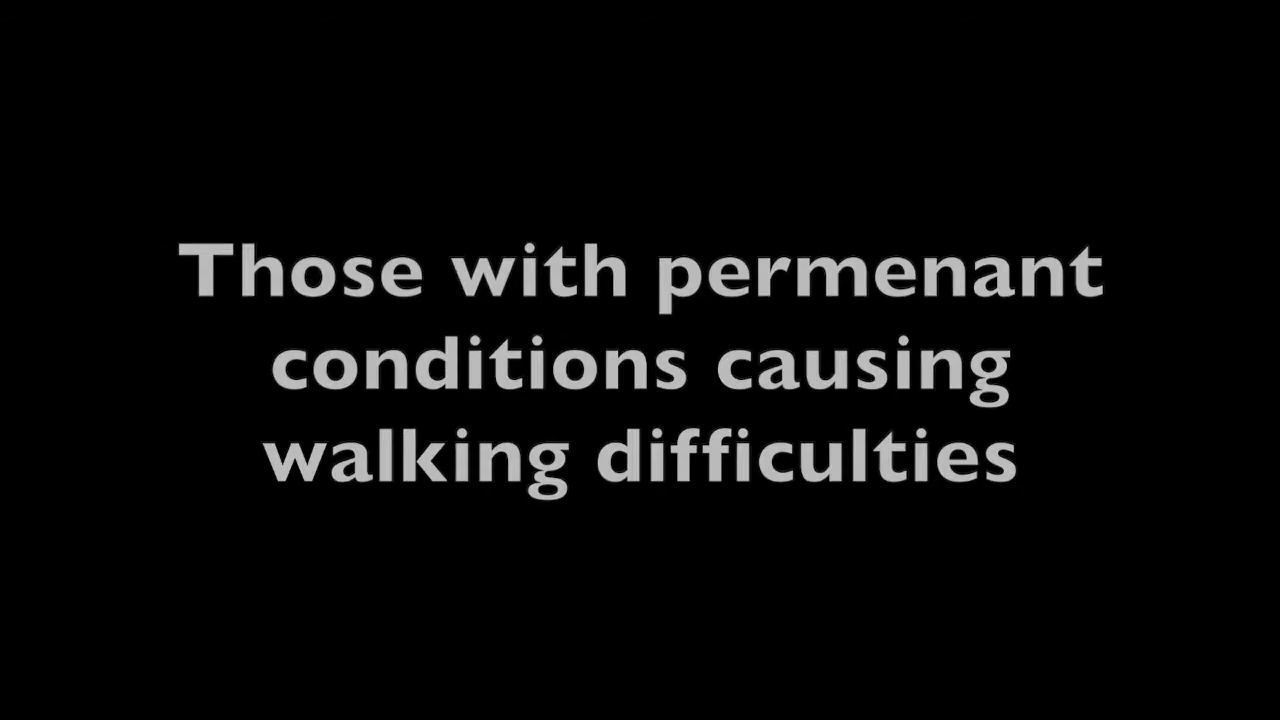 Those with permenant
conditions causing
walking difficulties